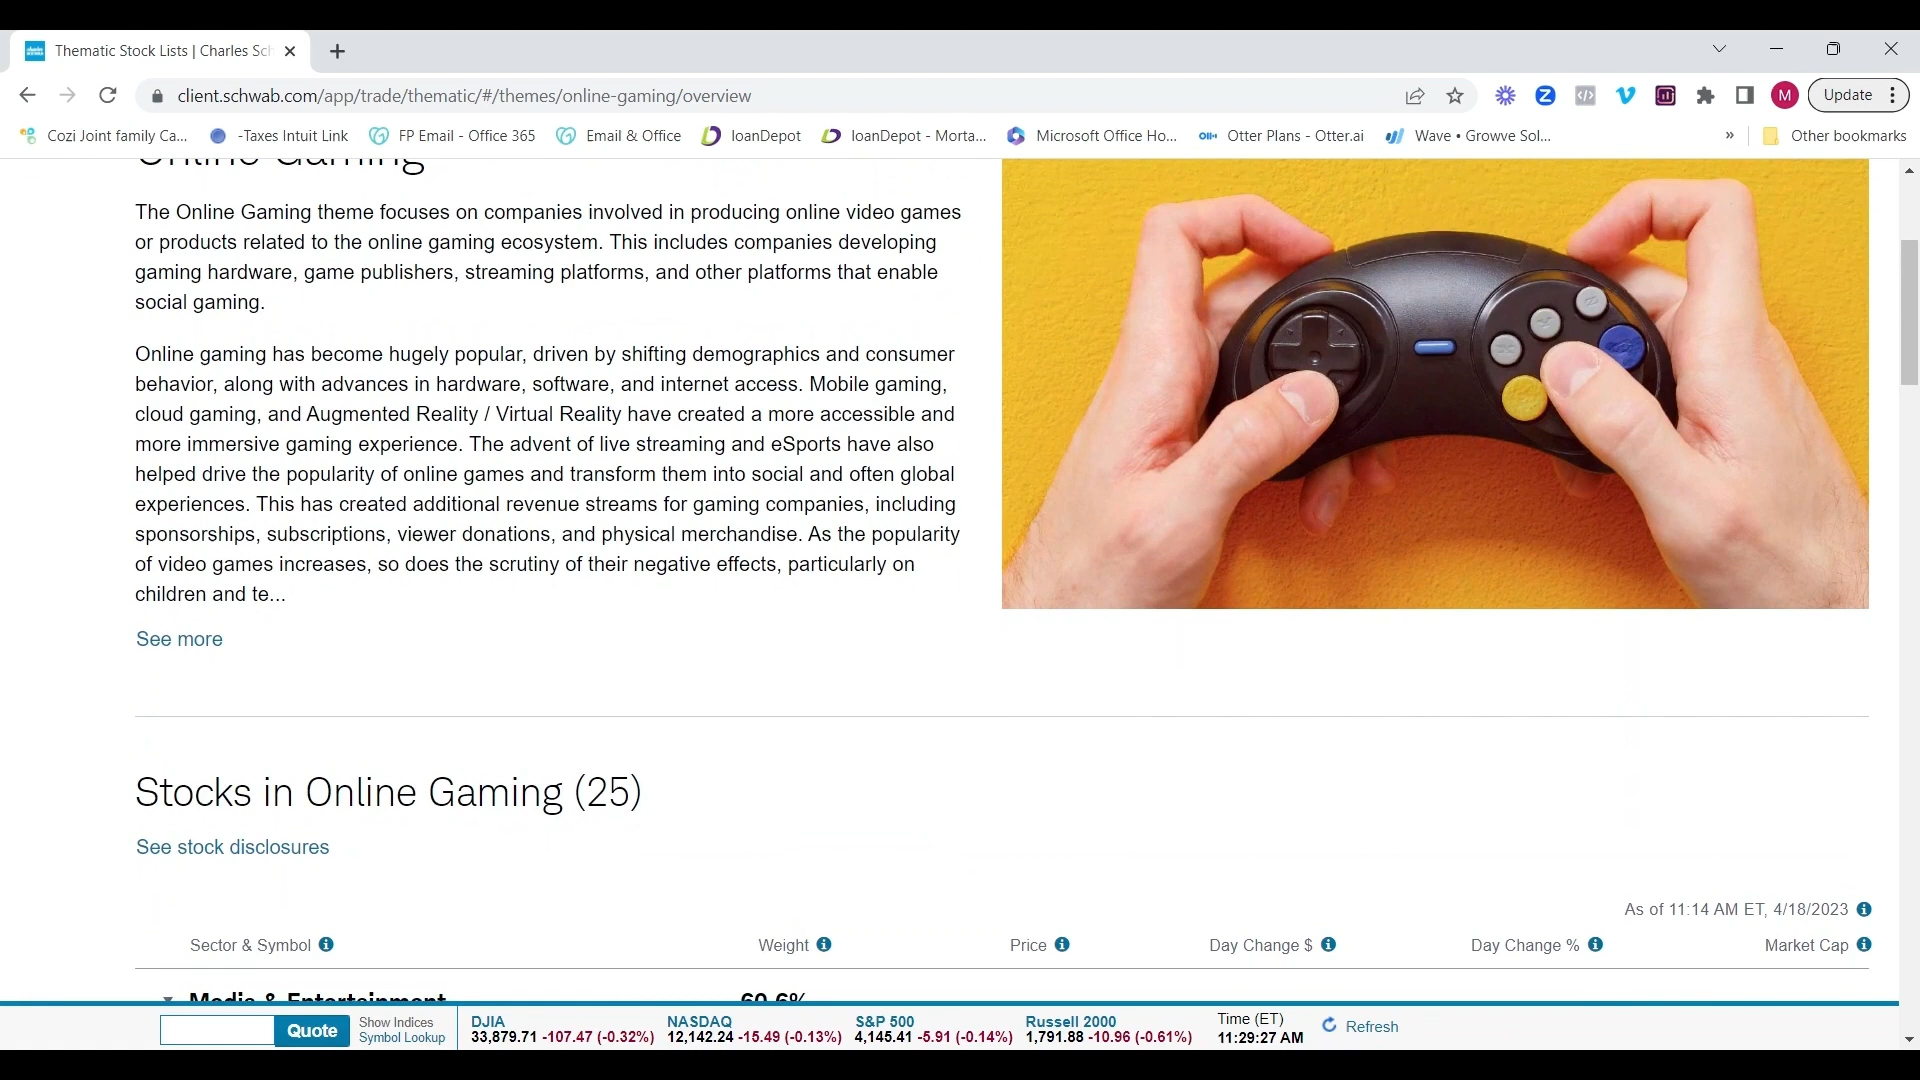 Thematic Stock Lists | Charles Sch
client.schwab.com/app/trade/thematic/#/themes/online-gaming/overview
M
Update
Cozi Joint family Ca...
-Taxes Intuit Link
FP Email - Office 365
Email & Office
loanDepot
loanDepot - Morta...
Microsoft Office Ho...
Otter Plans - Otter.ai
Wave • Growve Sol...
»
Other bookmarks
Online Gaming
The Online Gaming theme focuses on companies involved in producing online video games
or products related to the online gaming ecosystem. This includes companies developing
gaming hardware, game publishers, streaming platforms, and other platforms that enable
social gaming.
Online gaming has become hugely popular, driven by shifting demographics and consumer
behavior, along with advances in hardware, software, and internet access. Mobile gaming,
cloud gaming, and Augmented Reality / Virtual Reality have created a more accessible and
more immersive gaming experience. The advent of live streaming and eSports have also
helped drive the popularity of online games and transform them into social and often global
experiences. This has created additional revenue streams for gaming companies, including
sponsorships, subscriptions, viewer donations, and physical merchandise. As the popularity
of video games increases, so does the scrutiny of their negative effects, particularly on
children and te...
See more
Stocks in Online Gaming (25)
See stock disclosures
As of 11:14 AM ET, 4/18/2023
Sector & Symbol Weight Price Day Change $ Day Change % Market Cap
Media & Entertainment 60.6%
Quote
Show Indices
Symbol Lookup
DJIA
33,879.71 -107.47 (-0.32%)
NASDAQ
12,142.24 -15.49 (-0.13%)
S&P 500
4,145.41 -5.91 (-0.14%)
Russell 2000
1,791.88 -10.96 (-0.61%)
Time (ET)
11:29:27 AM
Refresh